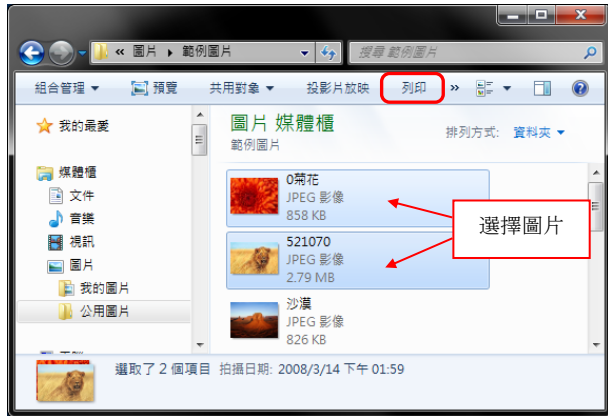 « 圖片 ▸ 範例圖片
搜尋 範例圖片
組合管理 ▼ 預覽 共用對象 ▼ 投影片放映 列印 »
我的最愛
媒體櫃
文件
音樂
視訊
圖片
我的圖片
公用圖片
圖片 媒體櫃
範例圖片
排列方式: 資料夾 ▼
0菊花
JPEG 影像
858 KB
521070
JPEG 影像
2.79 MB
沙漠
JPEG 影像
826 KB
選擇圖片
選取了 2 個項目 拍攝日期: 2008/3/14 下午 01:59